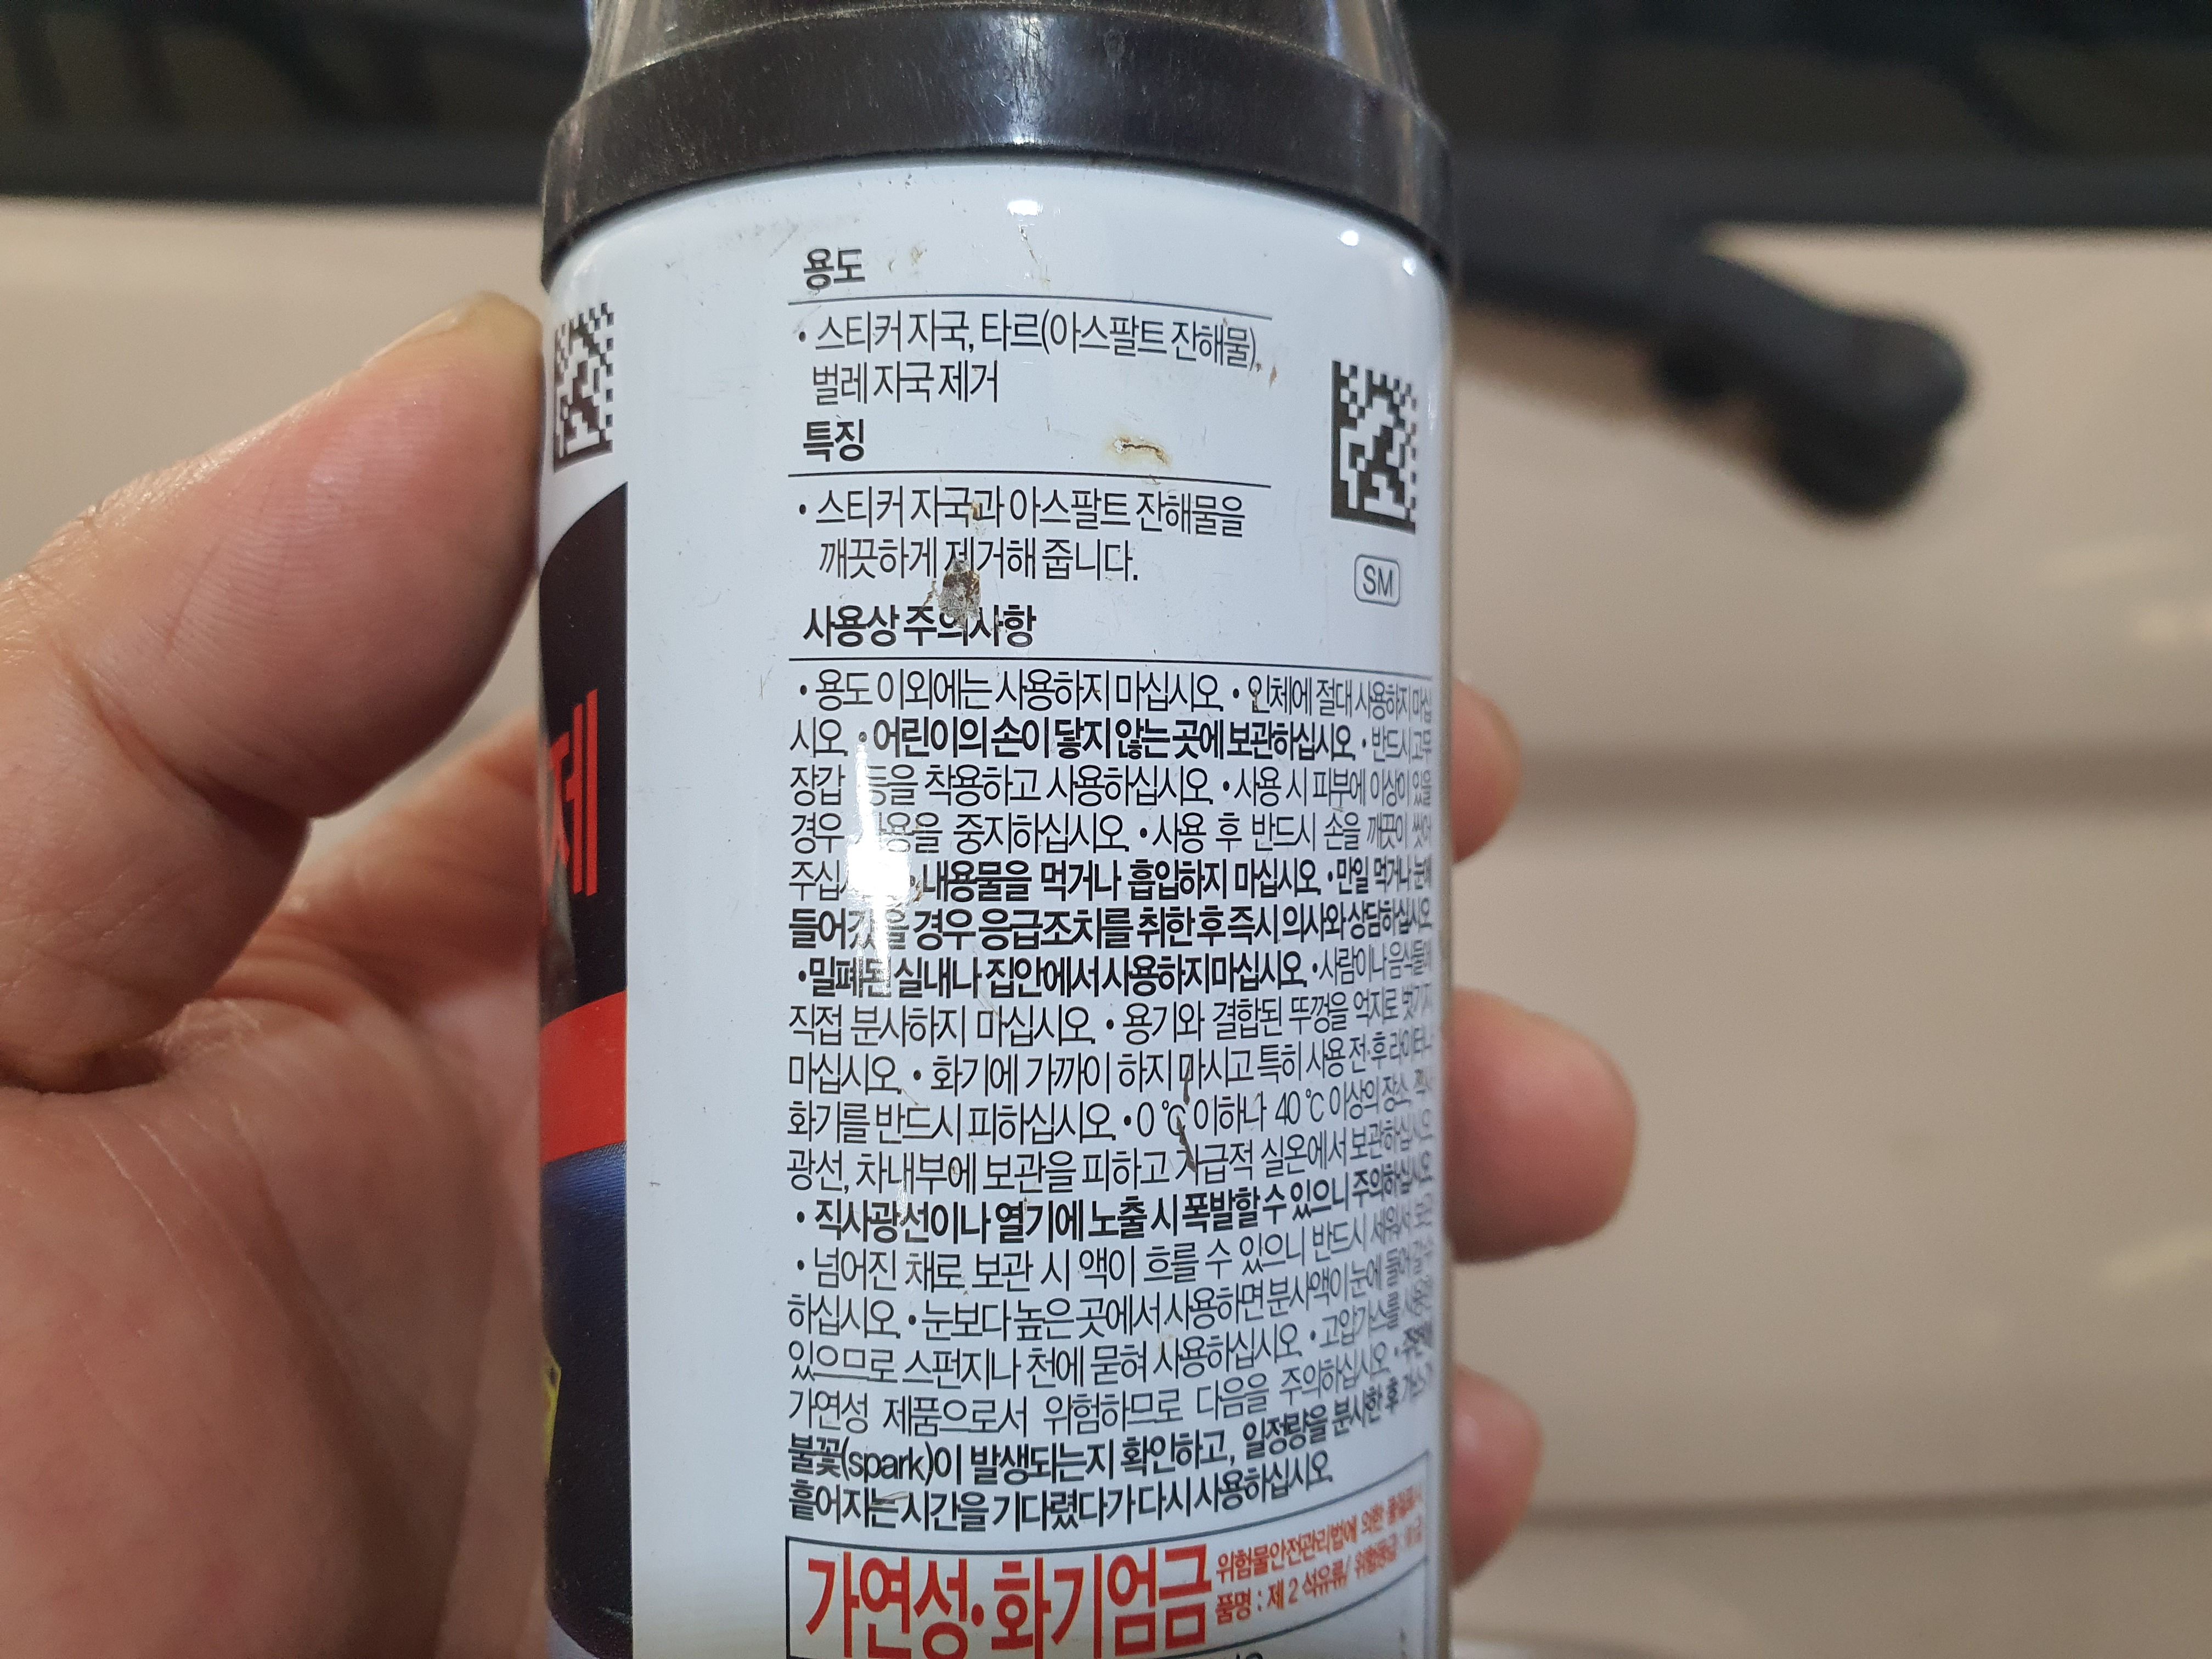 용도
• 스티커 자국, 타르(아스팔트 잔해물),
벌레 자국 제거
특징
• 스티커 자국과 아스팔트 잔해물을
깨끗하게 제거해 줍니다.
SM
사용상 주의사항
• 용도 이외에는 사용하지 마십시오. • 인체에 절대 사용하지 마십
시오. • 어린이의 손이 닿지 않는 곳에 보관하십시오. • 반드시 고무
장갑 등을 착용하고 사용하십시오. • 사용 시 피부에 이상이 있을
경우 사용을 중지하십시오. • 사용 후 반드시 손을 깨끗이 씻어
주십시오. • 내용물을 먹거나 흡입하지 마십시오. • 만일 먹거나 눈에
들어갔을 경우 응급조치를 취한 후 즉시 의사와 상담하십시오.
• 밀폐된 실내나 집안에서 사용하지 마십시오. • 사람이나 음식물에
직접 분사하지 마십시오. • 용기와 결합된 뚜껑을 억지로 벗기지
마십시오. • 화기에 가까이 하지 마시고 특히 사용 전·후 라이터나
화기를 반드시 피하십시오. • 0 ℃ 이하나 40 ℃ 이상의 장소,
광선, 차내부에 보관을 피하고 가급적 실온에서 보관하십시오.
• 직사광선이나 열기에 노출 시 폭발할 수 있으니 주의하십시오.
• 넘어진 채로 보관 시 액이 흐를 수 있으니 반드시 세워서 보관
하십시오. • 눈보다 높은 곳에서 사용하면 분사액이 눈에 들어갈 수
있으므로 스펀지나 천에 묻혀 사용하십시오. • 고압가스를 사용한
가연성 제품으로서 위험하므로 다음을 주의하십시오. • 주변에
불꽃(spark)이 발생되는지 확인하고, 일정량을 분사한 후 가스가
흩어지는 시간을 기다렸다가 다시 사용하십시오.
가연성·화기엄금
위험물안전관리법에 의한 품질표시
품명 : 제 2 석유류/ 위험등급 :
제